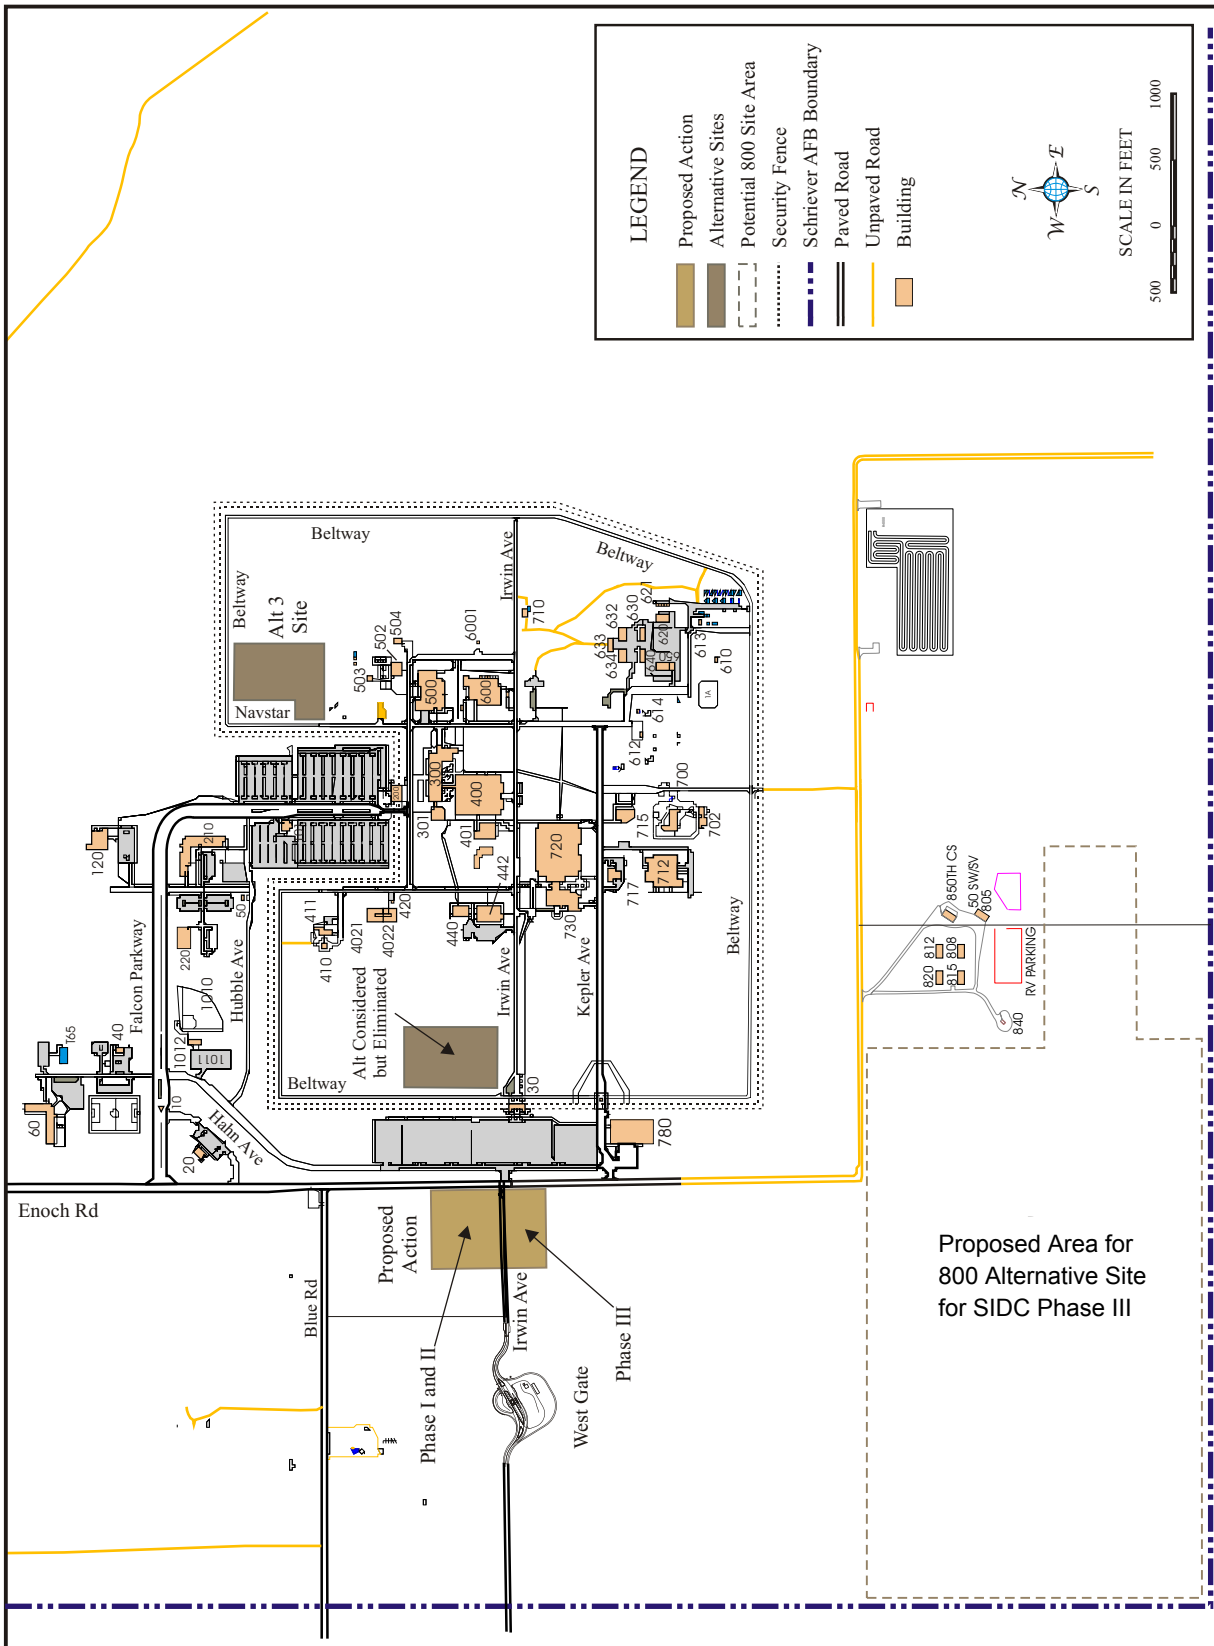 LEGEND
Proposed Action
Alternative Sites
Potential 800 Site Area
Security Fence
Schriever AFB Boundary
Paved Road
Unpaved Road
Building
N
W
E
S
SCALE IN FEET
500
0
500
1000
Beltway
Beltway
Alt 3
Site
Navstar
Irwin Ave
Beltway
504
502
503
6001
710
500
600
621
630
632
633
634
620
640
650
613
610
1A
614
612
700
300
301
200
400
401
442
720
715
702
712
717
730
120
210
50
220
Falcon Parkway
1010
Hubble Ave
1012
1011
T65
40
60
10
Hahn Ave
20
411
410
4021
4022
420
440
Irwin Ave
Kepler Ave
Beltway
Alt Considered
but Eliminated
Beltway
30
780
Enoch Rd
Blue Rd
Proposed
Action
Phase I and II
Phase III
Irwin Ave
West Gate
850TH CS
50 SW/SV
805
812
808
820
815
840
RV PARKING
Proposed Area for
800 Alternative Site
for SIDC Phase III